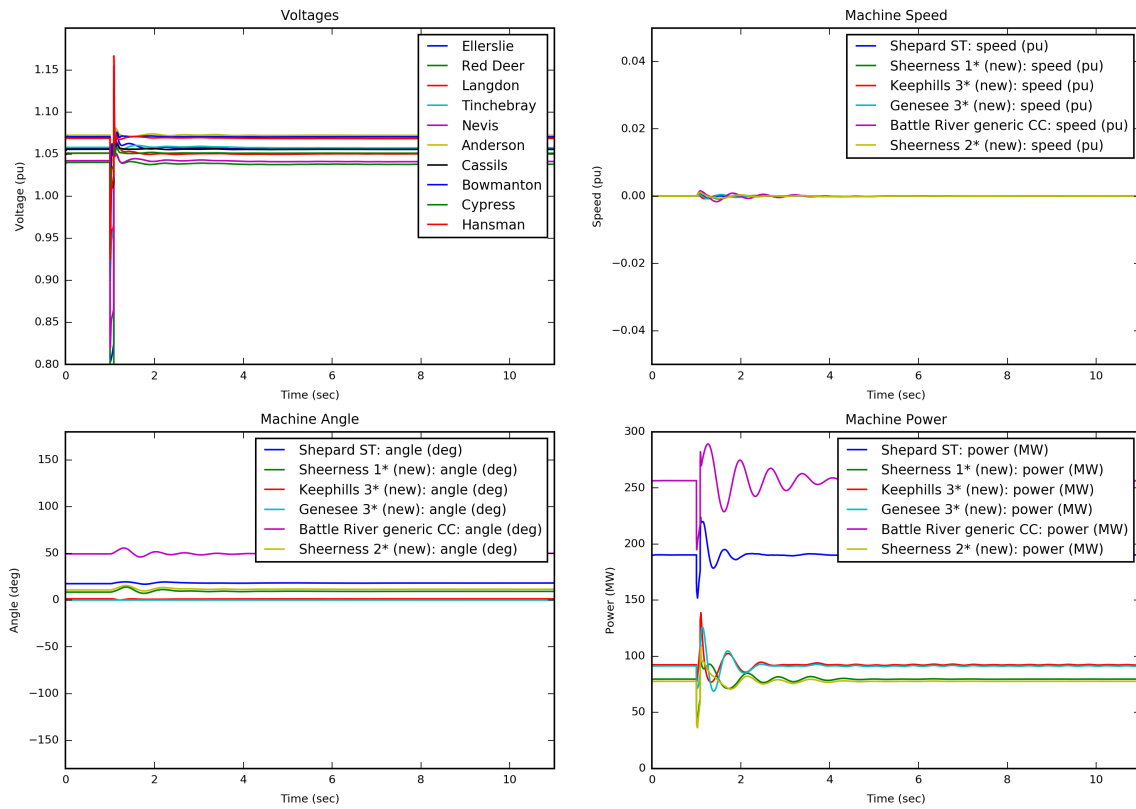 Voltages
1.15
1.10
1.05
1.00
0.95
0.90
0.85
0.80
Voltage (pu)
0 2 4 6 8 10
Time (sec)
Ellerslie
Red Deer
Langdon
Tinchebray
Nevis
Anderson
Cassils
Bowmanton
Cypress
Hansman
Machine Speed
0.04
0.02
0.00
−0.02
−0.04
Speed (pu)
0 2 4 6 8 10
Time (sec)
Shepard ST: speed (pu)
Sheerness 1* (new): speed (pu)
Keephills 3* (new): speed (pu)
Genesee 3* (new): speed (pu)
Battle River generic CC: speed (pu)
Sheerness 2* (new): speed (pu)
Machine Angle
150
100
50
0
−50
−100
−150
Angle (deg)
0 2 4 6 8 10
Time (sec)
Shepard ST: angle (deg)
Sheerness 1* (new): angle (deg)
Keephills 3* (new): angle (deg)
Genesee 3* (new): angle (deg)
Battle River generic CC: angle (deg)
Sheerness 2* (new): angle (deg)
Machine Power
300
250
200
150
100
50
0
Power (MW)
0 2 4 6 8 10
Time (sec)
Shepard ST: power (MW)
Sheerness 1* (new): power (MW)
Keephills 3* (new): power (MW)
Genesee 3* (new): power (MW)
Battle River generic CC: power (MW)
Sheerness 2* (new): power (MW)